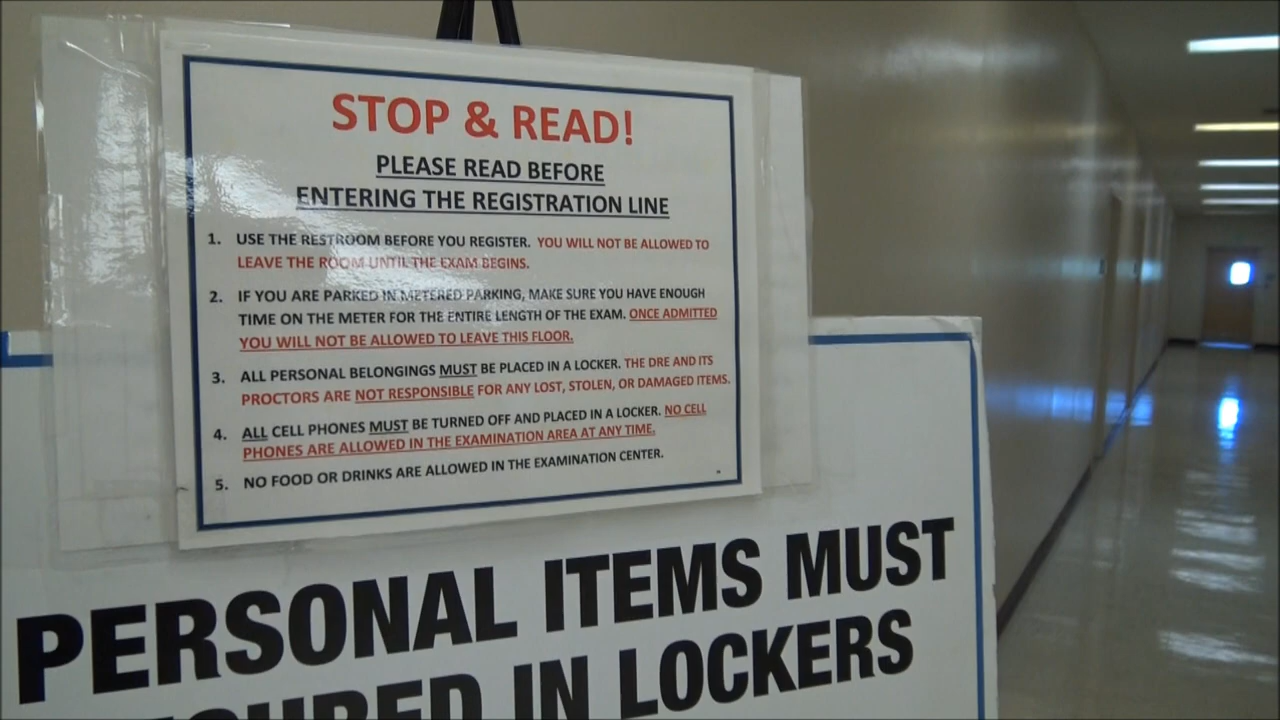 STOP & READ!
PLEASE READ BEFORE
ENTERING THE REGISTRATION LINE
1. USE THE RESTROOM BEFORE YOU REGISTER. YOU WILL NOT BE ALLOWED TO
LEAVE THE ROOM UNTIL THE EXAM BEGINS.
2. IF YOU ARE PARKED IN METERED PARKING, MAKE SURE YOU HAVE ENOUGH
TIME ON THE METER FOR THE ENTIRE LENGTH OF THE EXAM. ONCE ADMITTED
YOU WILL NOT BE ALLOWED TO LEAVE THIS FLOOR.
3. ALL PERSONAL BELONGINGS MUST BE PLACED IN A LOCKER. THE DRE AND ITS
PROCTORS ARE NOT RESPONSIBLE FOR ANY LOST, STOLEN, OR DAMAGED ITEMS.
4. ALL CELL PHONES MUST BE TURNED OFF AND PLACED IN A LOCKER. NO CELL
PHONES ARE ALLOWED IN THE EXAMINATION AREA AT ANY TIME.
5. NO FOOD OR DRINKS ARE ALLOWED IN THE EXAMINATION CENTER.
PERSONAL ITEMS MUST
IN LOCKERS